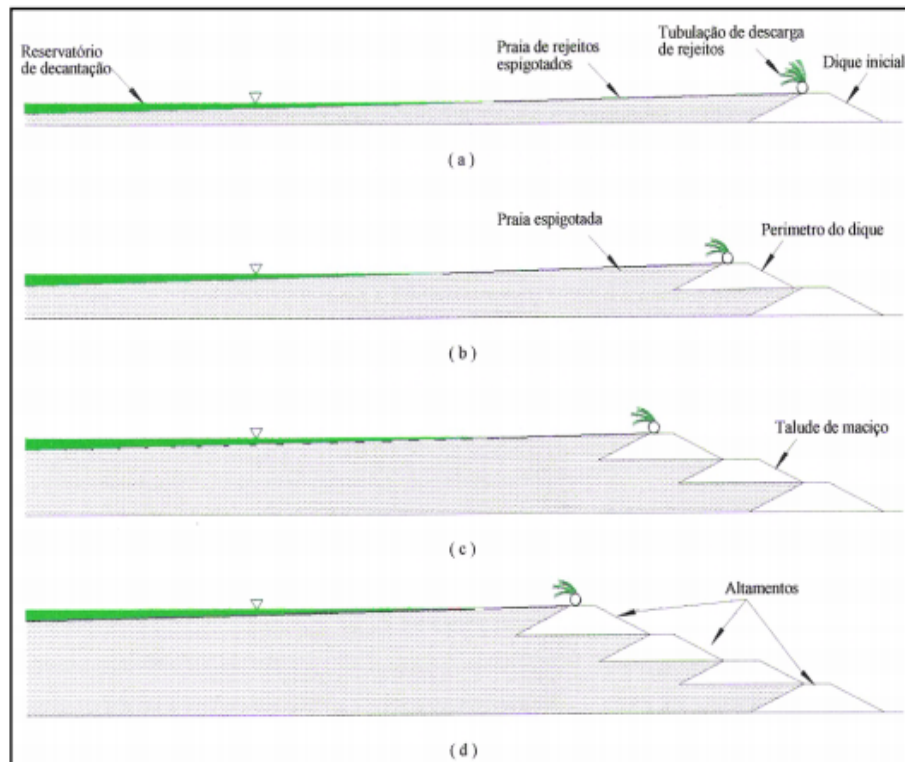 Reservatório
de decantação
Praia de rejeitos
espigotados
Tubulação de descarga
de rejeitos
Dique inicial
( a )
Praia espigotada
Perimetro do dique
( b )
Talude de maciço
( c )
Altamentos
( d )